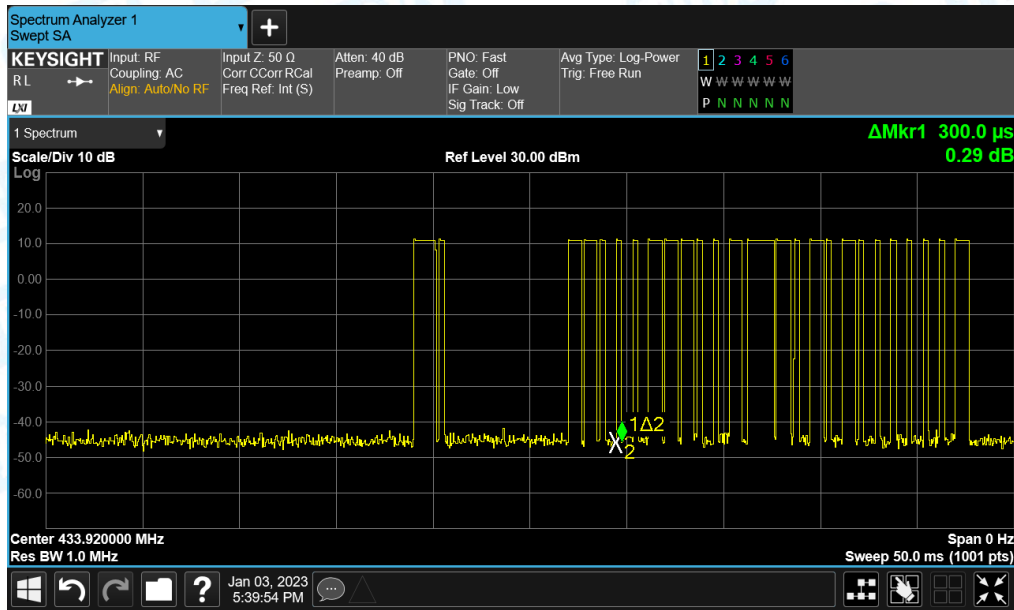 Spectrum Analyzer 1
Swept SA
+
KEYSIGHT
R L
LXI
Input: RF
Coupling: AC
Align: Auto/No RF
Input Z: 50 Ω
Corr CCorr RCal
Freq Ref: Int (S)
Atten: 40 dB
Preamp: Off
PNO: Fast
Gate: Off
IF Gain: Low
Sig Track: Off
Avg Type: Log-Power
Trig: Free Run
1 2 3 4 5 6
W W W W W W
P N N N N N
1 Spectrum
ΔMkr1 300.0 µs
0.29 dB
Scale/Div 10 dB
Ref Level 30.00 dBm
Log
20.0
10.0
0.00
-10.0
-20.0
-30.0
-40.0
-50.0
-60.0
1Δ2
X
2
Center 433.920000 MHz
Span 0 Hz
Res BW 1.0 MHz
Sweep 50.0 ms (1001 pts)
?
Jan 03, 2023
5:39:54 PM